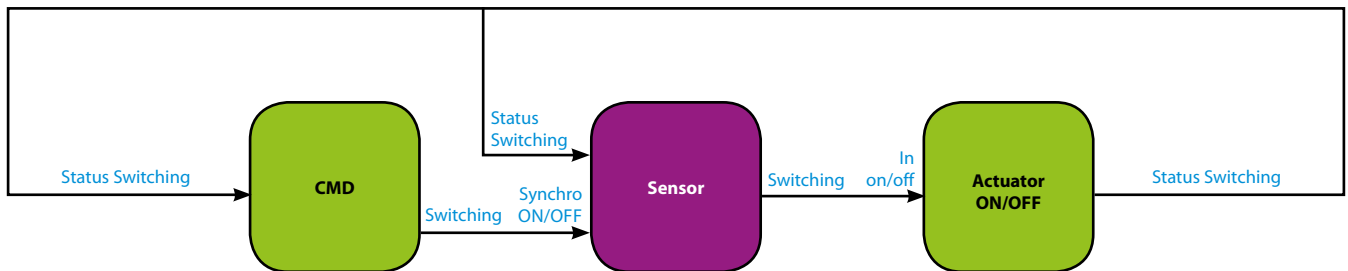 Status Switching
CMD
Switching
Status
Switching
Synchro
ON/OFF
Sensor
Switching
In
on/off
Actuator
ON/OFF
Status Switching